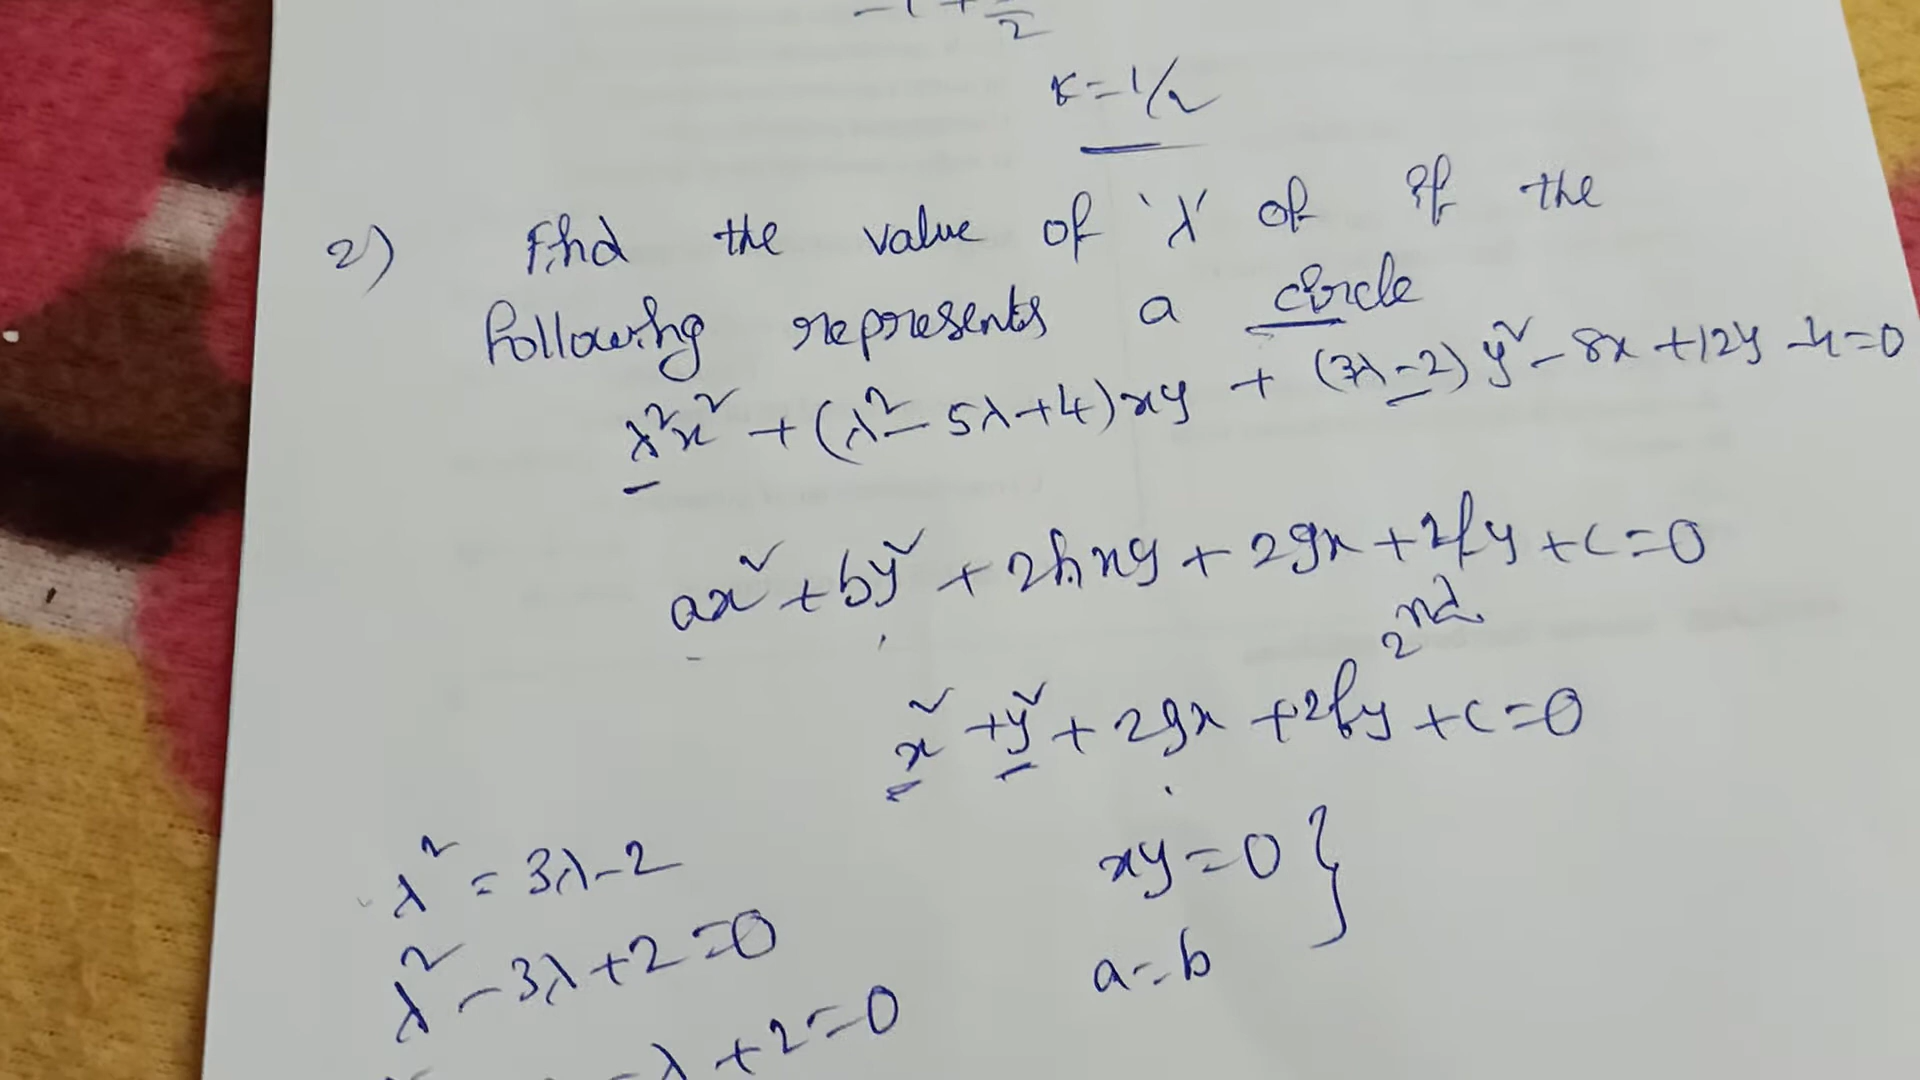 2
K=1/2
2) Find the value of 'λ' of if the
following represents a circle
λ²x² + (λ²-5λ+4)xy + (3λ-2)y²-8x+12y-4=0
ax²+by²+2hxy+2gx+2fy+c=0
2nd
x²+y²+2gx+2fy+c=0
λ² = 3λ-2
xy=0}
λ²-3λ+2=0
a=b
-λ+2=0